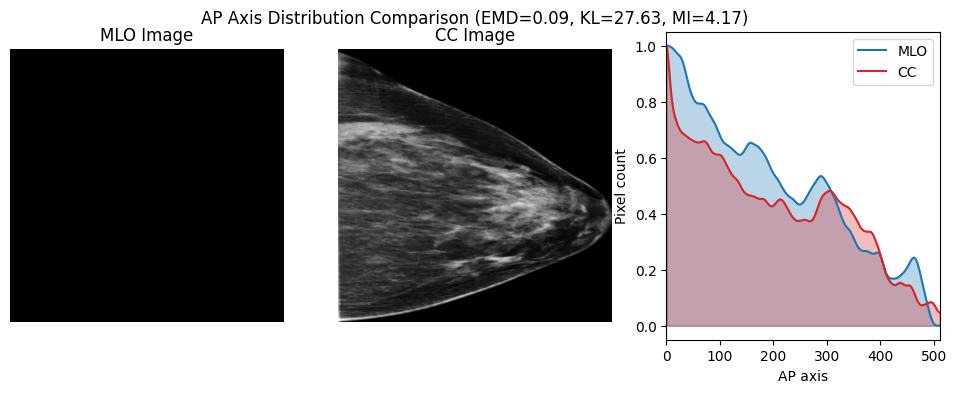 AP Axis Distribution Comparison (EMD=0.09, KL=27.63, MI=4.17)
MLO Image
CC Image
MLO
CC
Pixel count
1.0
0.8
0.6
0.4
0.2
0.0
0 100 200 300 400 500
AP axis